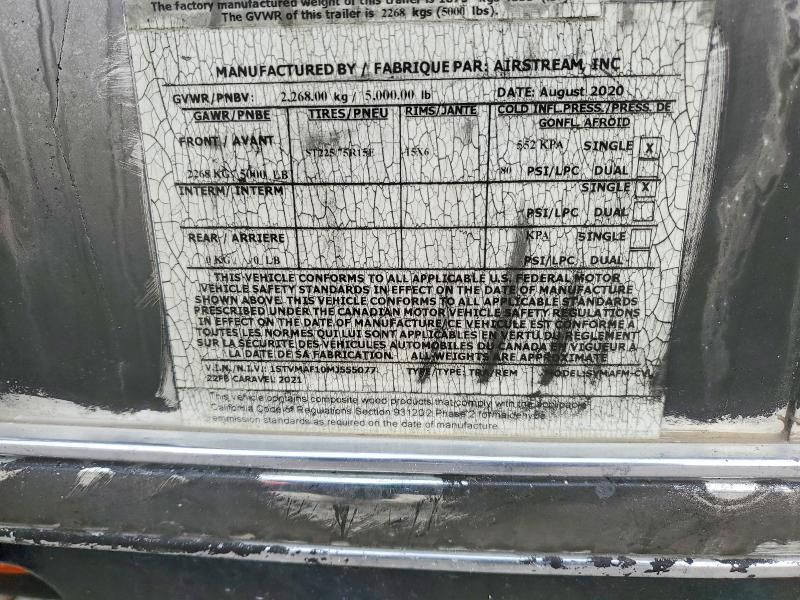 The factory manufactured weight of this trailer is
The GVWR of this trailer is 2268 kgs (5000 lbs).
MANUFACTURED BY / FABRIQUE PAR: AIRSTREAM, INC
GVWR/PNBV: 2,268.00 kg / 5,000.00 lb DATE: August 2020
GAWR/PNBE TIRES/PNEU RIMS/JANTE COLD INFL.PRESS./PRESS. DE
GONFL. AFROID
FRONT / AVANT ST225/75R15E 15X6 552 KPA SINGLE X
2268 KG 5000 LB 80 PSI/LPC DUAL
INTERM/ INTERM SINGLE X
PSI/LPC DUAL
REAR / ARRIERE KPA SINGLE
0 KG 0 LB PSI/LPC DUAL
THIS VEHICLE CONFORMS TO ALL APPLICABLE U.S. FEDERAL MOTOR
VEHICLE SAFETY STANDARDS IN EFFECT ON THE DATE OF MANUFACTURE
SHOWN ABOVE. THIS VEHICLE CONFORMS TO ALL APPLICABLE STANDARDS
PRESCRIBED UNDER THE CANADIAN MOTOR VEHICLE SAFETY REGULATIONS
IN EFFECT ON THE DATE OF MANUFACTURE/CE VEHICULE EST CONFORME A
TOUTES LES NORMES QUI LUI SONT APPLICABLES EN VERTU DU REGLEMENT
SUR LA SECURITE DES VEHICULES AUTOMOBILES DU CANADA EN VIGUEUR A
LA DATE DE SA FABRICATION. ALL WEIGHTS ARE APPROXIMATE
V.I.N./N.I.V.: 1STVMAF10MJ555077 TYPE/TYPE: TRA/REM MODEL:
22FB CARAVEL 2021
This vehicle contains composite wood products that comply with the applicable
California Code of Regulations Section 93120.2 Phase 2 formaldehyde
emission standards as required on the date of manufacture.